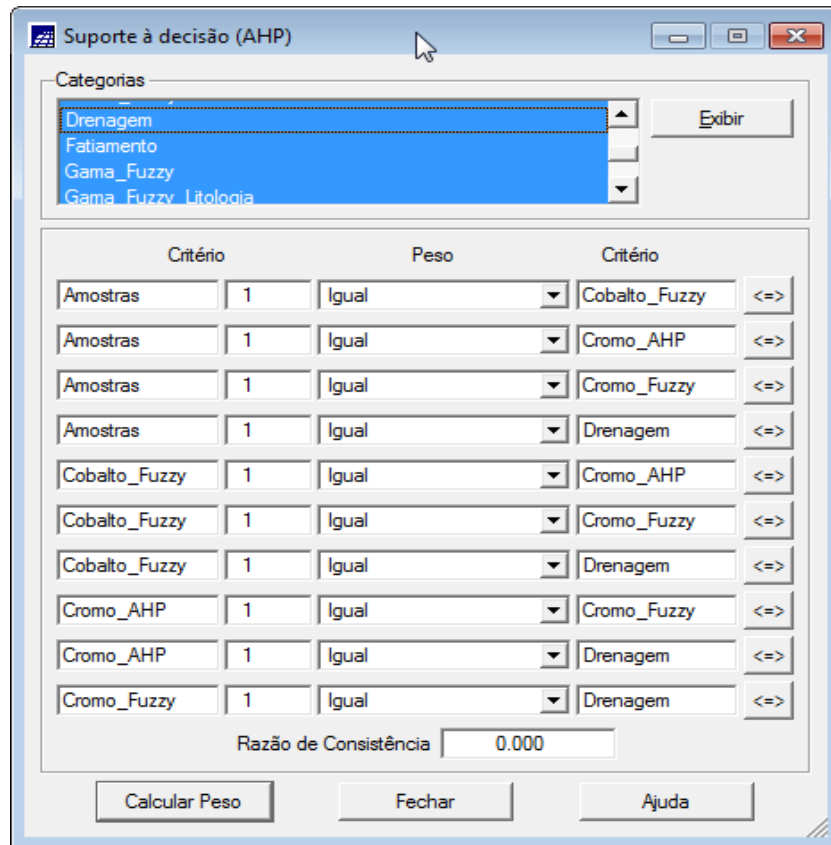 Suporte à decisão (AHP)
Categorias
Drenagem
Exibir
Fatiamento
Gama_Fuzzy
Gama_Fuzzy_Litologia
Critério Peso Critério
Amostras 1 Igual Cobalto_Fuzzy <=>
Amostras 1 Igual Cromo_AHP <=>
Amostras 1 Igual Cromo_Fuzzy <=>
Amostras 1 Igual Drenagem <=>
Cobalto_Fuzzy 1 Igual Cromo_AHP <=>
Cobalto_Fuzzy 1 Igual Cromo_Fuzzy <=>
Cobalto_Fuzzy 1 Igual Drenagem <=>
Cromo_AHP 1 Igual Cromo_Fuzzy <=>
Cromo_AHP 1 Igual Drenagem <=>
Cromo_Fuzzy 1 Igual Drenagem <=>
Razão de Consistência 0.000
Calcular Peso Fechar Ajuda